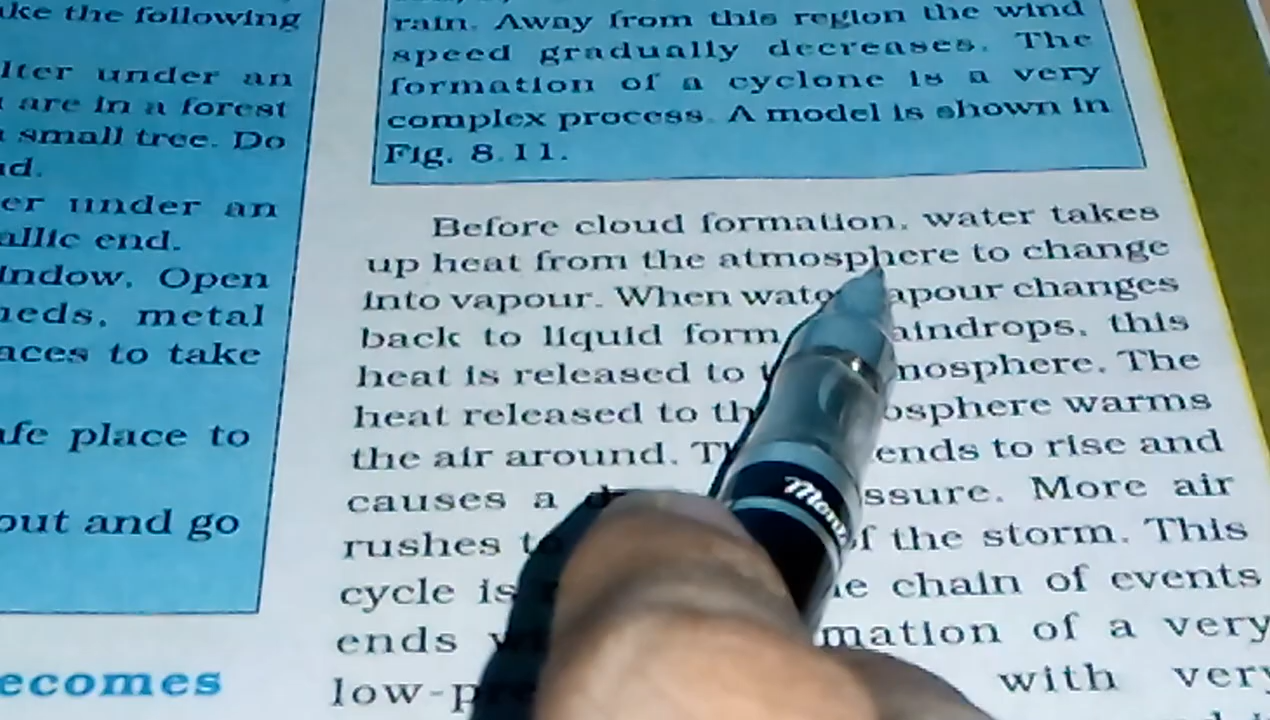 ke the following
lter under an
are in a forest
small tree. Do
d.
er under an
allic end.
indow. Open
heds, metal
aces to take
afe place to
out and go
ecomes
rain. Away from this region the wind
speed gradually decreases. The
formation of a cyclone is a very
complex process. A model is shown in
Fig. 8.11.
Before cloud formation, water takes
up heat from the atmosphere to change
into vapour. When wate apour changes
back to liquid form aindrops, this
heat is released to mosphere. The
heat released to th osphere warms
the air around. T ends to rise and
causes a ssure. More air
rushes t f the storm. This
cycle is e chain of events
ends mation of a very
low-p with very
Mon